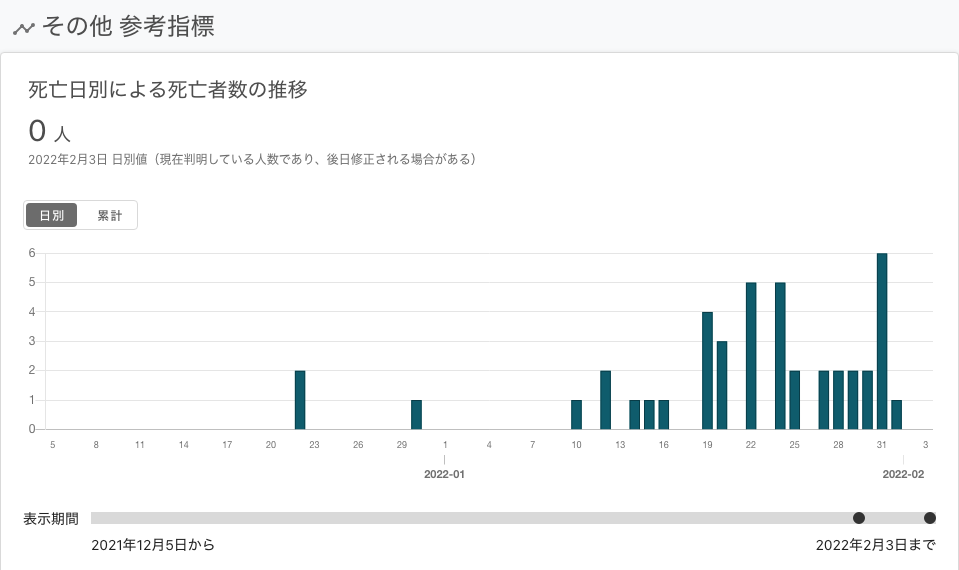 その他 参考指標
死亡日別による死亡者数の推移
0 人
2022年2月3日 日別値（現在判明している人数であり、後日修正される場合がある）
日別 累計
6
5
4
3
2
1
0
5 8 11 14 17 20 23 26 29 1 4 7 10 13 16 19 22 25 28 31 3
2022-01 2022-02
表示期間
2021年12月5日から 2022年2月3日まで